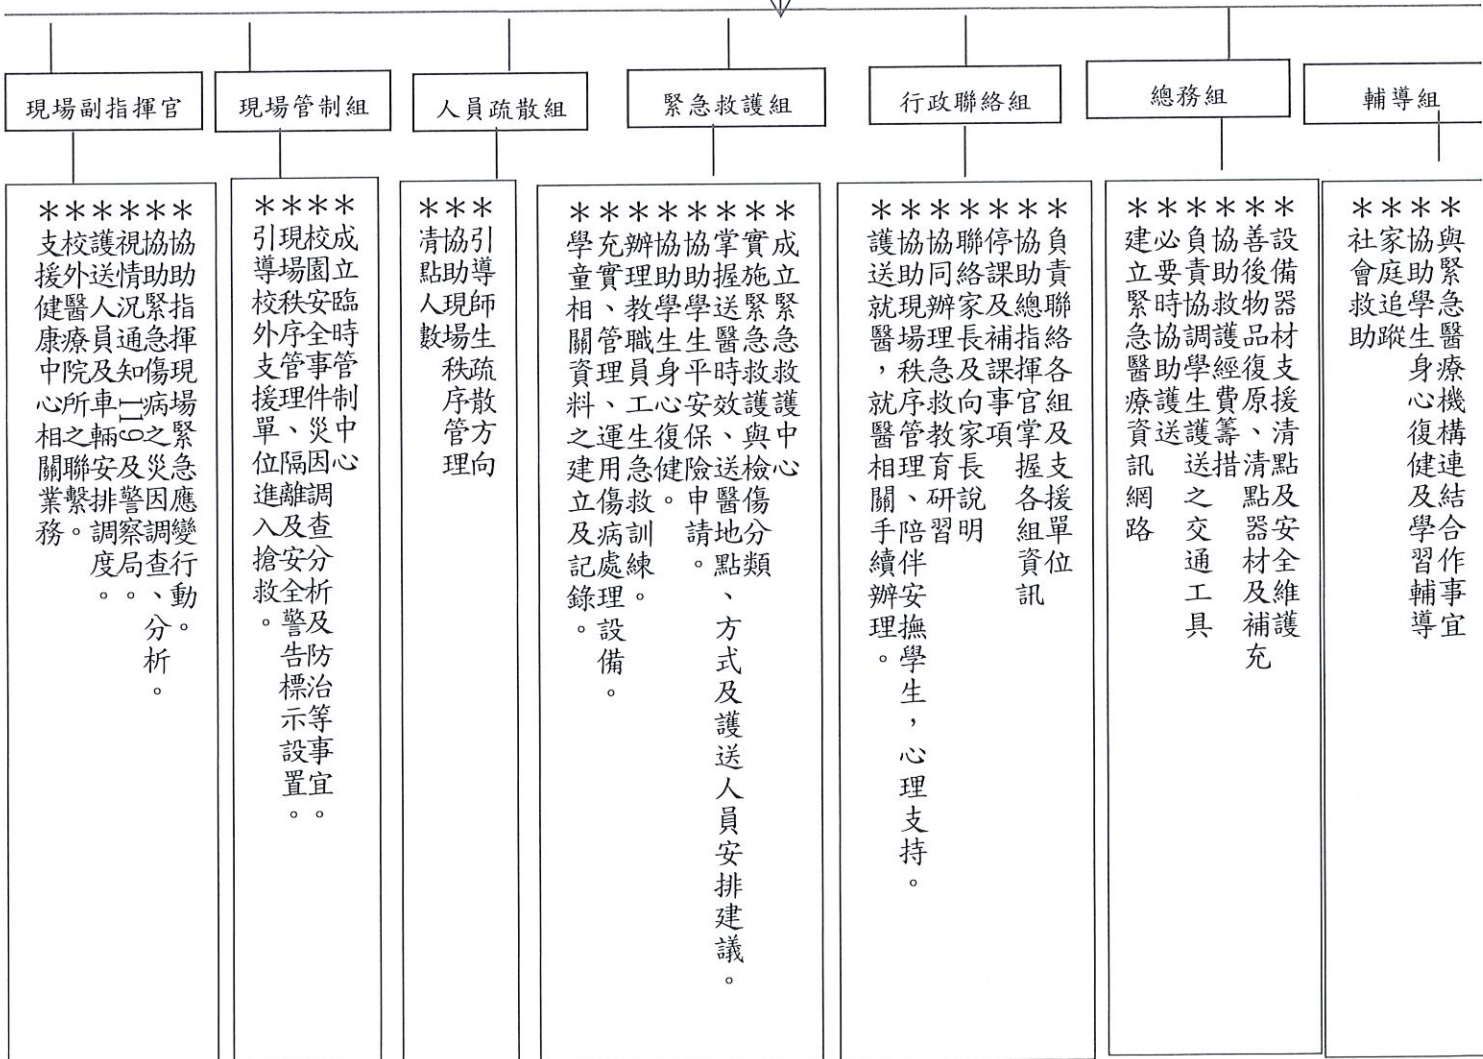 現場副指揮官
現場管制組
人員疏散組
緊急救護組
行政聯絡組
總務組
輔導組
*協助指揮現場緊急應變行動。
*協助緊急傷病之災因調查、分析。
*視情況通知119及警察局。
*護送人員及車輛安排調度。
*校外醫療院所之聯繫。
*支援健康中心相關業務。
*成立臨時管制中心
*校園安全事件災因調查分析及防治等事宜。
*現場秩序管理、隔離及安全警告標示設置。
*引導校外支援單位進入搶救。
*引導師生疏散方向
*協助現場秩序管理
*清點人數
*成立緊急救護中心
*實施緊急救護與檢傷分類
*掌握送醫時效、送醫地點、方式及護送人員安排建議。
*協助學生平安保險申請。
*協助學生身心復健。
*辦理教職員工生急救訓練。
*充實、管理、運用傷病處理設備。
*學童相關資料之建立及記錄。
*負責聯絡各組及支援單位
*協助總指揮官掌握各組資訊
*停課及補課事項
*聯絡家長及向家長說明
*協同辦理急救教育研習
*協助現場秩序管理、陪伴安撫學生，心理支持。
*護送就醫，就醫相關手續辦理。
*設備器材支援清點及安全維護
*善後物品復原、清點器材及補充
*協助救護經費籌措
*負責協調學生護送之交通工具
*必要時協助護送
*建立緊急醫療資訊網路
*與緊急醫療機構連結合作事宜
*協助學生身心復健及學習輔導
*家庭追蹤
*社會救助